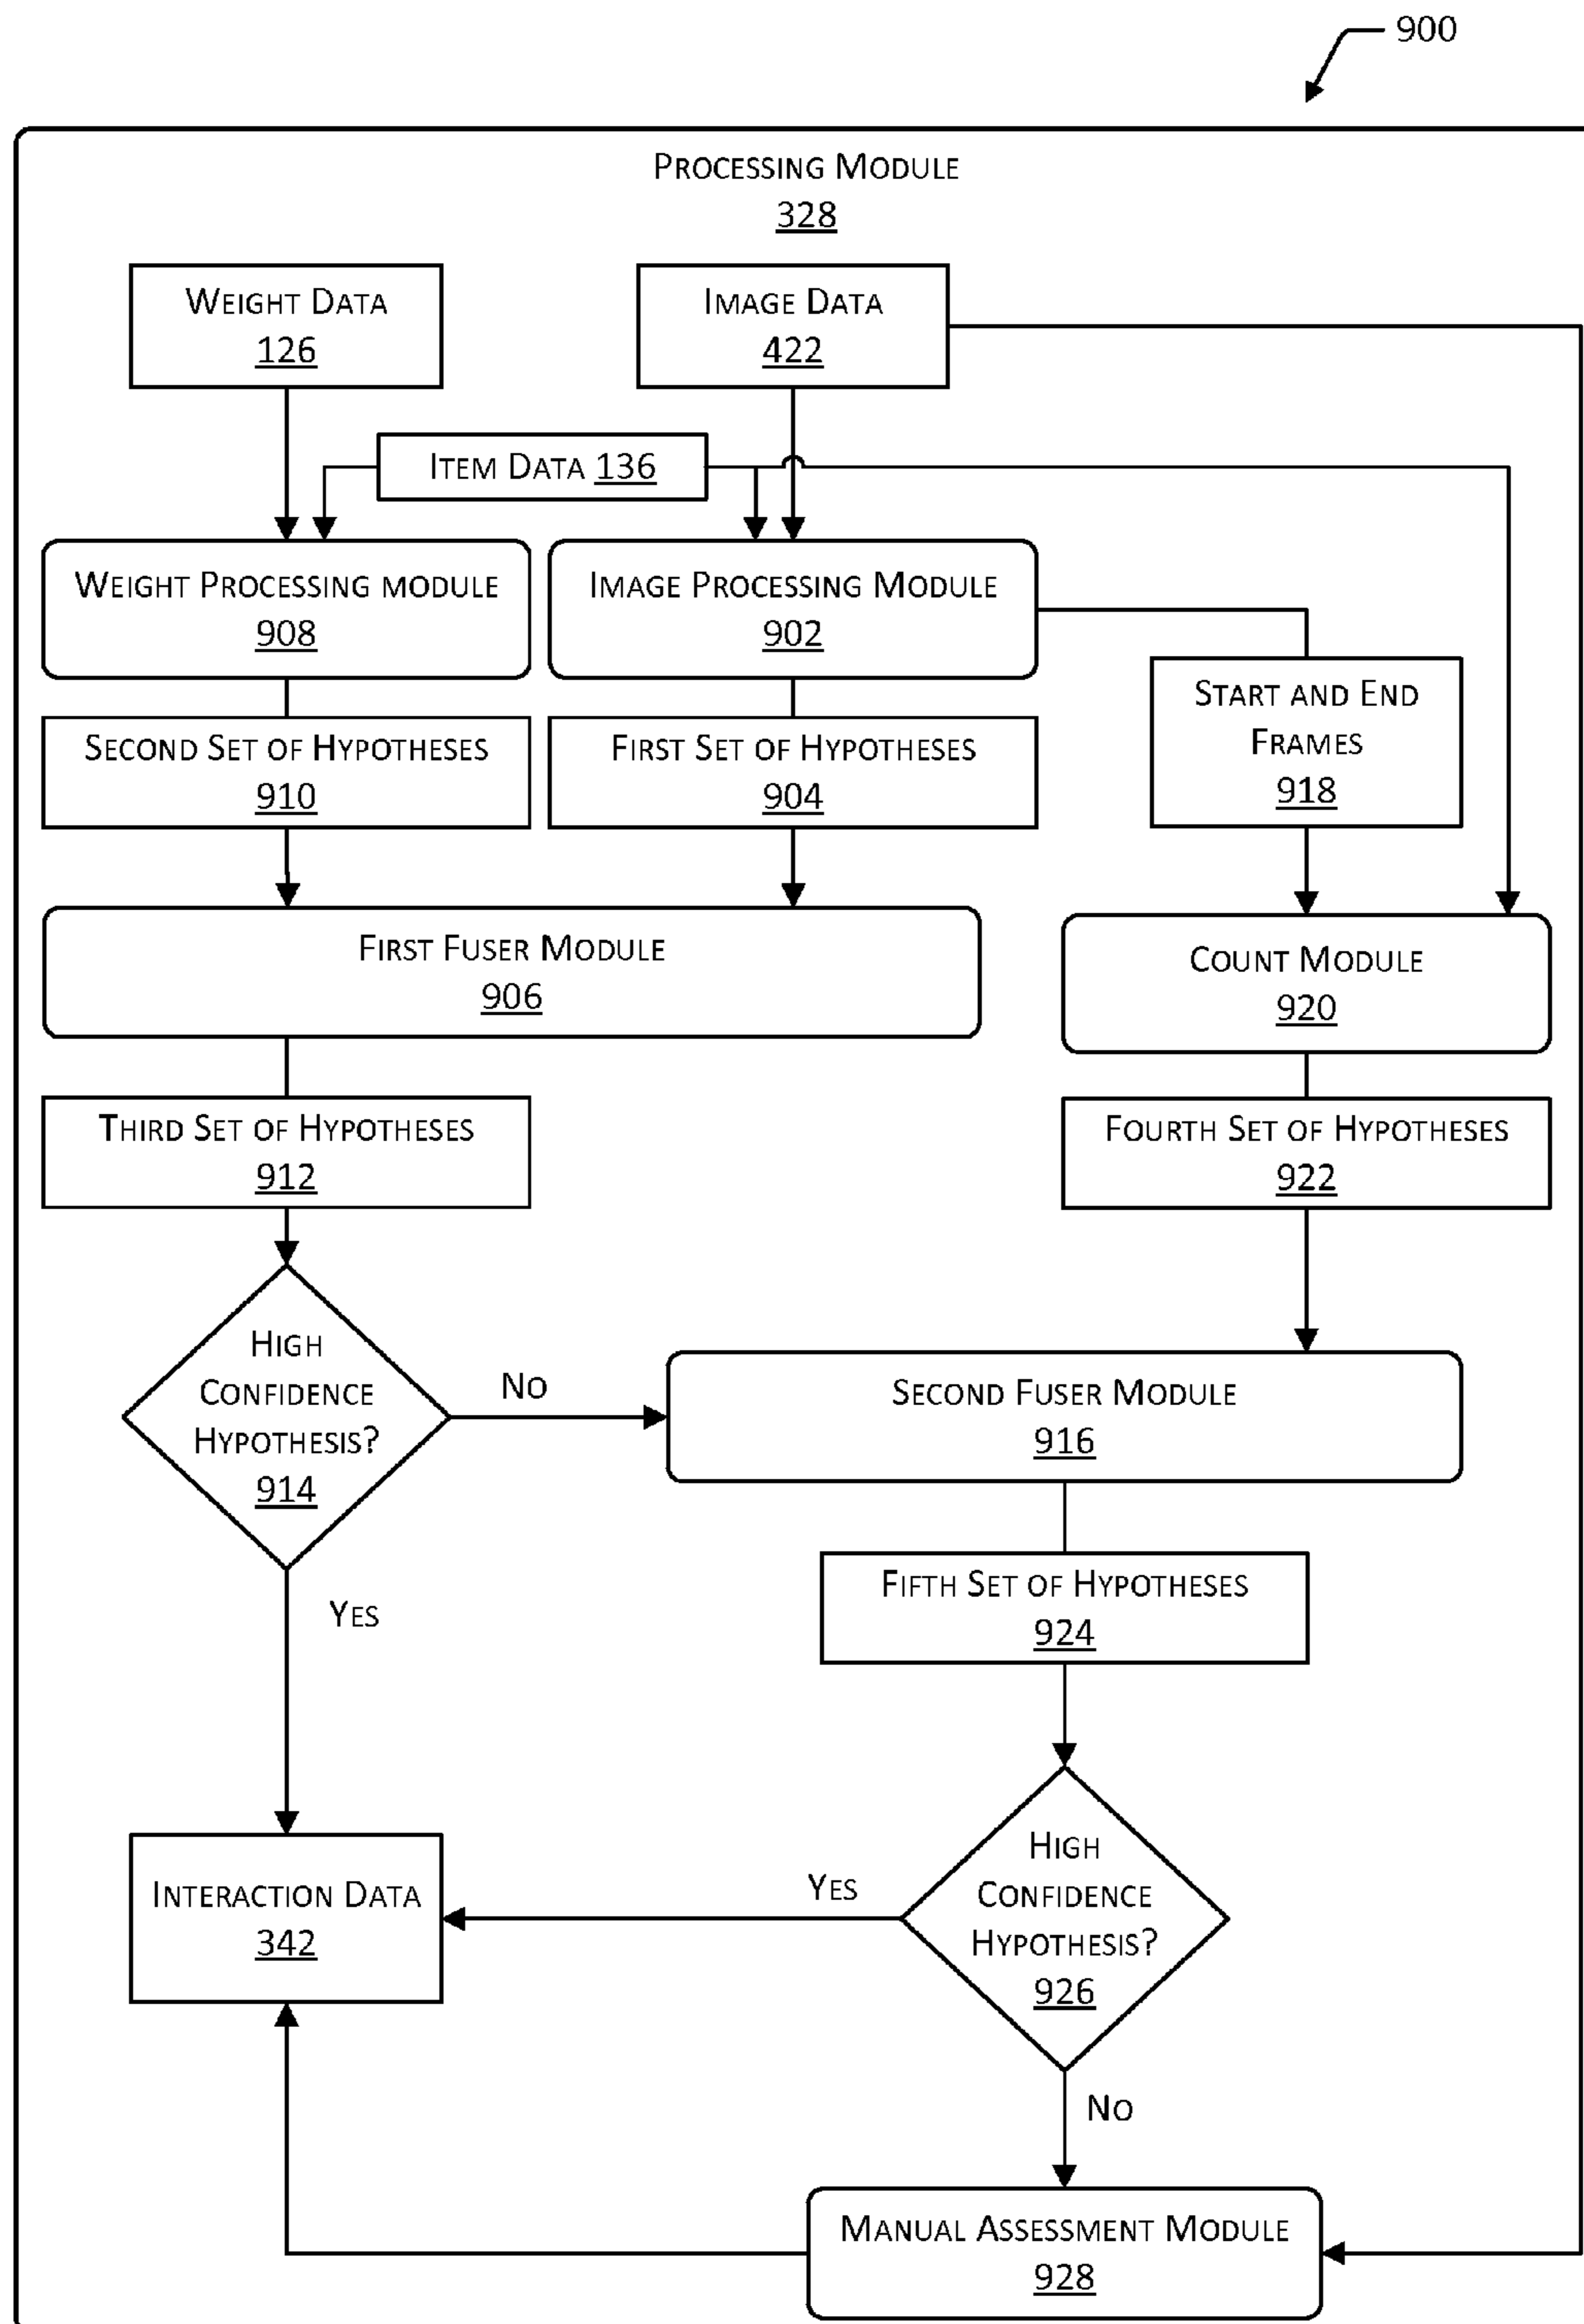 900
Processing Module
328
Weight Data
126
Image Data
422
Item Data 136
Weight Processing module
908
Image Processing Module
902
Start and End
Frames
918
Second Set of Hypotheses
910
First Set of Hypotheses
904
First Fuser Module
906
Count Module
920
Third Set of Hypotheses
912
Fourth Set of Hypotheses
922
High
Confidence
Hypothesis?
914
No
Yes
Second Fuser Module
916
Fifth Set of Hypotheses
924
High
Confidence
Hypothesis?
926
Yes
No
Interaction Data
342
Manual Assessment Module
928